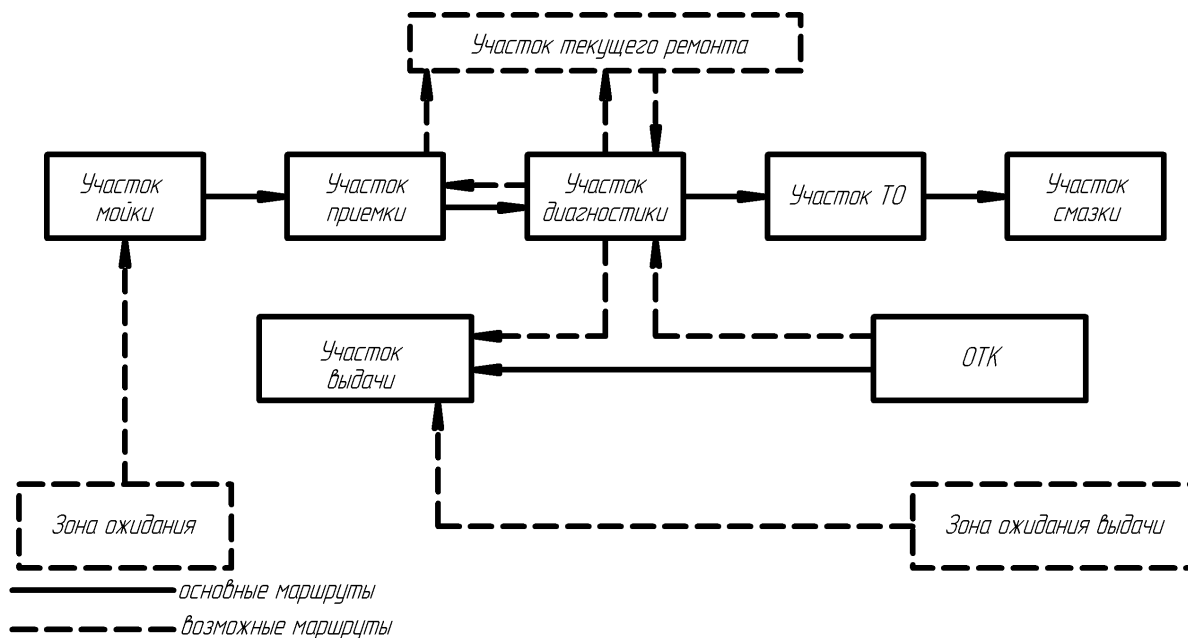 Участок текущего ремонта
Участок
мойки
Участок
приемки
Участок
диагностики
Участок ТО
Участок
смазки
Участок
выдачи
ОТК
Зона ожидания
Зона ожидания выдачи
основные маршруты
возможные маршруты